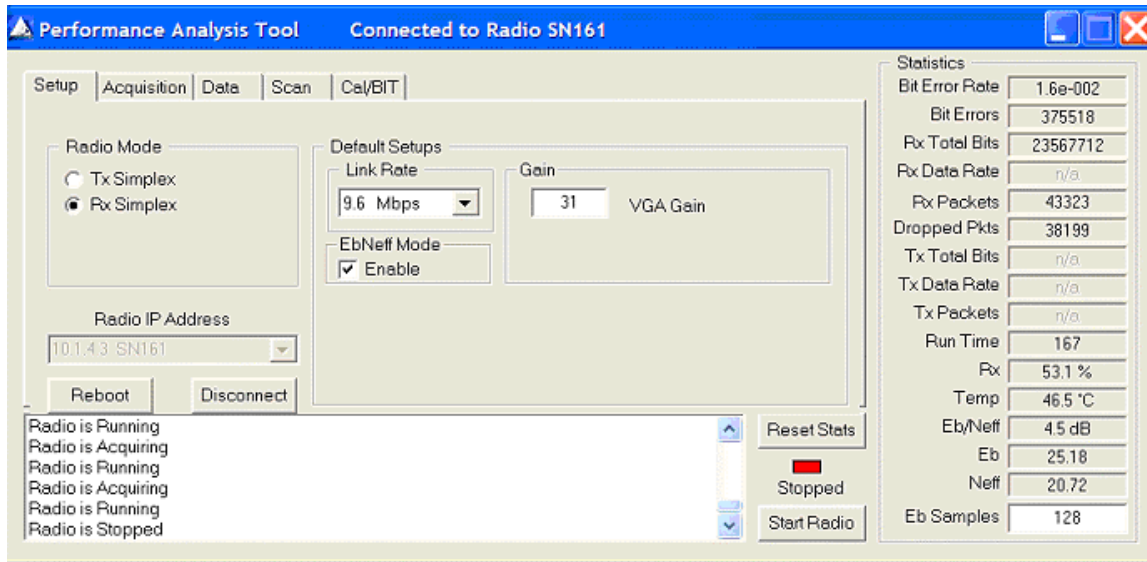 Performance Analysis Tool Connected to Radio SN161
Setup Acquisition Data Scan Cal/BIT
Radio Mode
Tx Simplex
Rx Simplex
Default Setups
Link Rate
9.6 Mbps
EbNeff Mode
Enable
Gain
31 VGA Gain
Radio IP Address
10.1.4.3 SN161
Reboot Disconnect
Radio is Running
Radio is Acquiring
Radio is Running
Radio is Acquiring
Radio is Running
Radio is Stopped
Reset Stats
Stopped
Start Radio
Statistics
Bit Error Rate 1.6e-002
Bit Errors 375518
Rx Total Bits 23567712
Rx Data Rate n/a
Rx Packets 43323
Dropped Pkts 38199
Tx Total Bits n/a
Tx Data Rate n/a
Tx Packets n/a
Run Time 167
Rx 53.1 %
Temp 46.5 °C
Eb/Neff 4.5 dB
Eb 25.18
Neff 20.72
Eb Samples 128